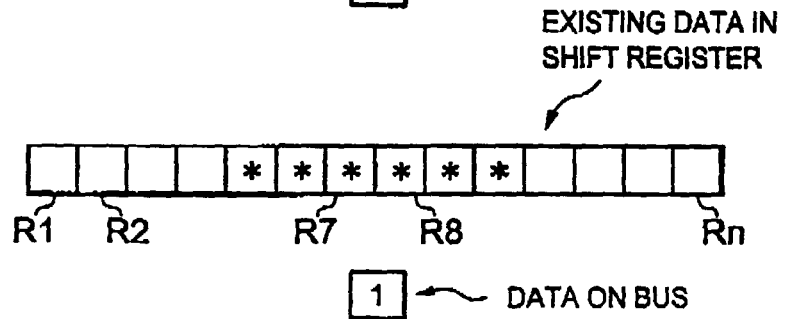 EXISTING DATA IN
SHIFT REGISTER
* * * * * *
R1 R2 R7 R8 Rn
1 DATA ON BUS